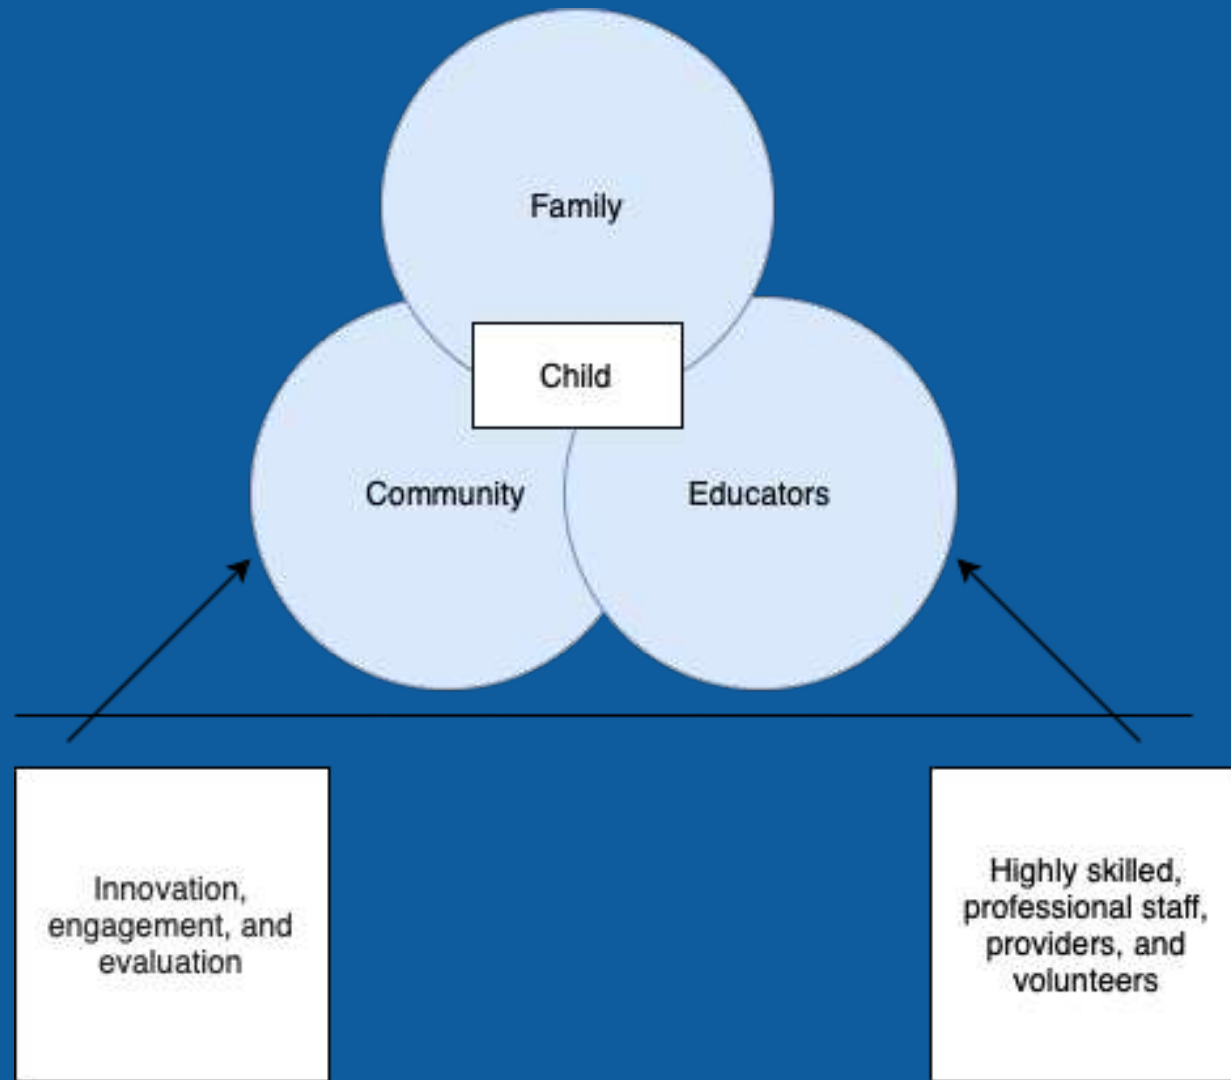 Family
Child
Community
Educators
Innovation,
engagement, and
evaluation
Highly skilled,
professional staff,
providers, and
volunteers